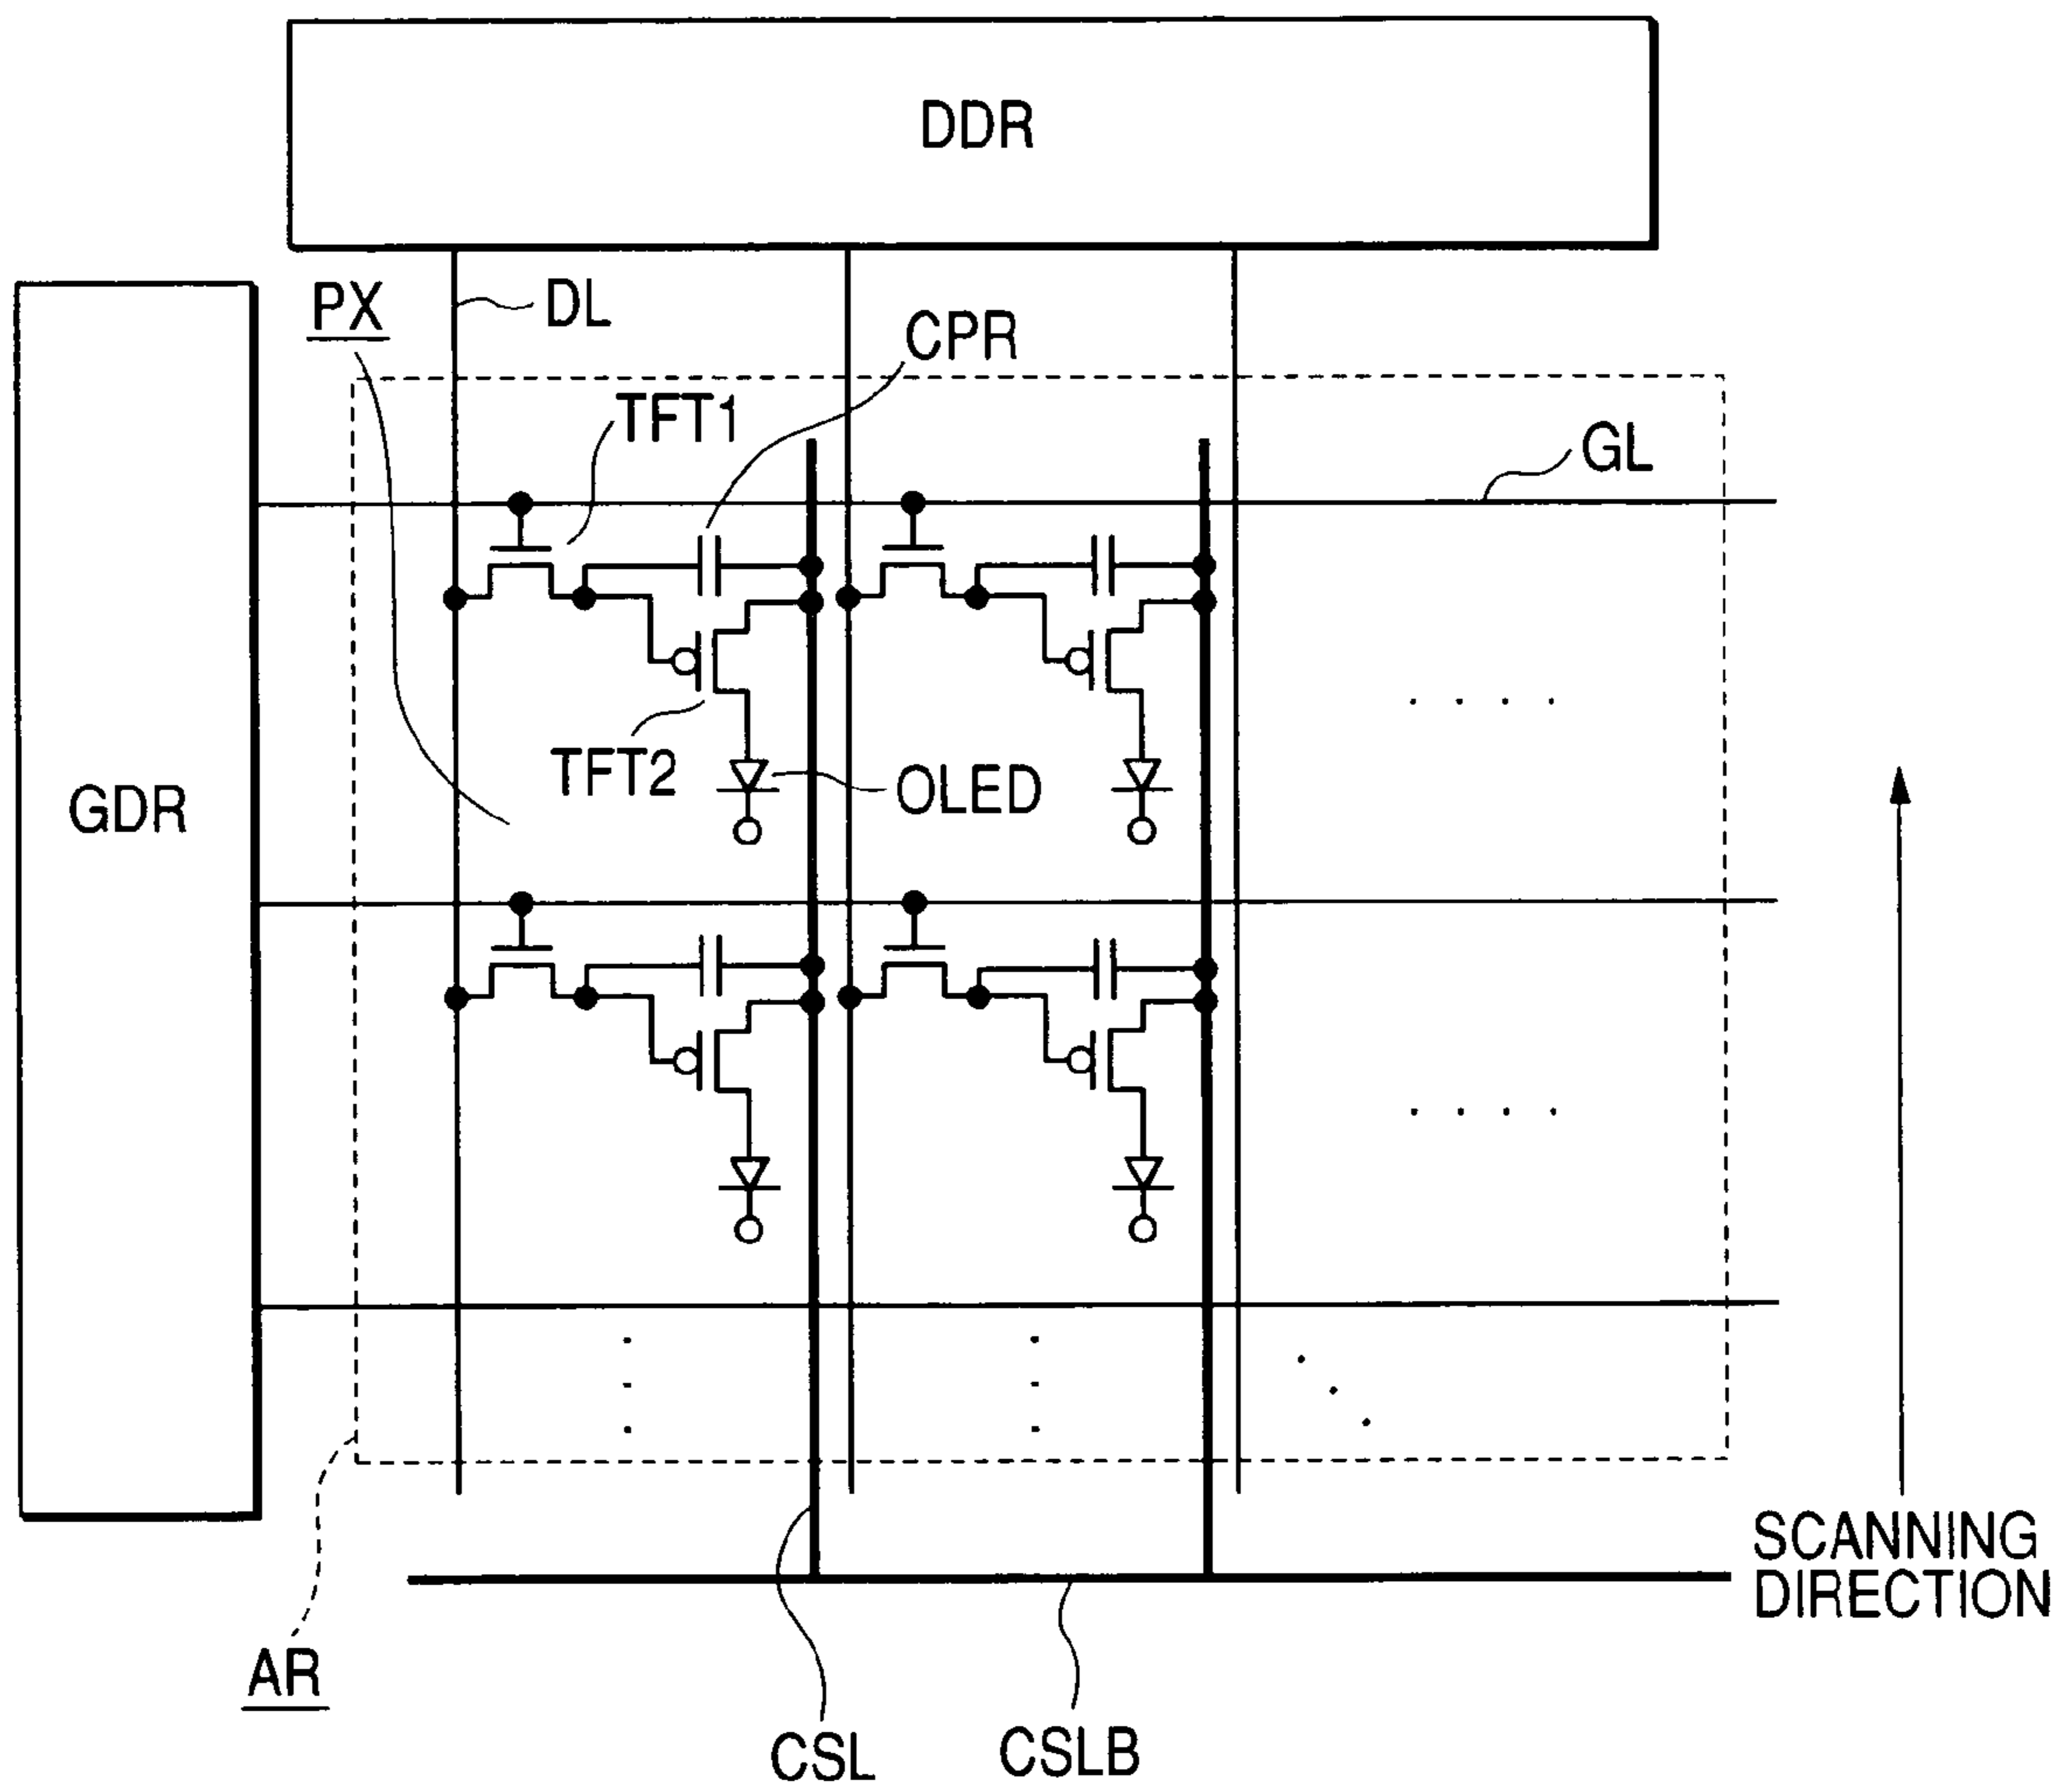 DDR
PX
DL
CPR
TFT1
GL
TFT2
OLED
GDR
SCANNING
DIRECTION
AR
CSL
CSLB